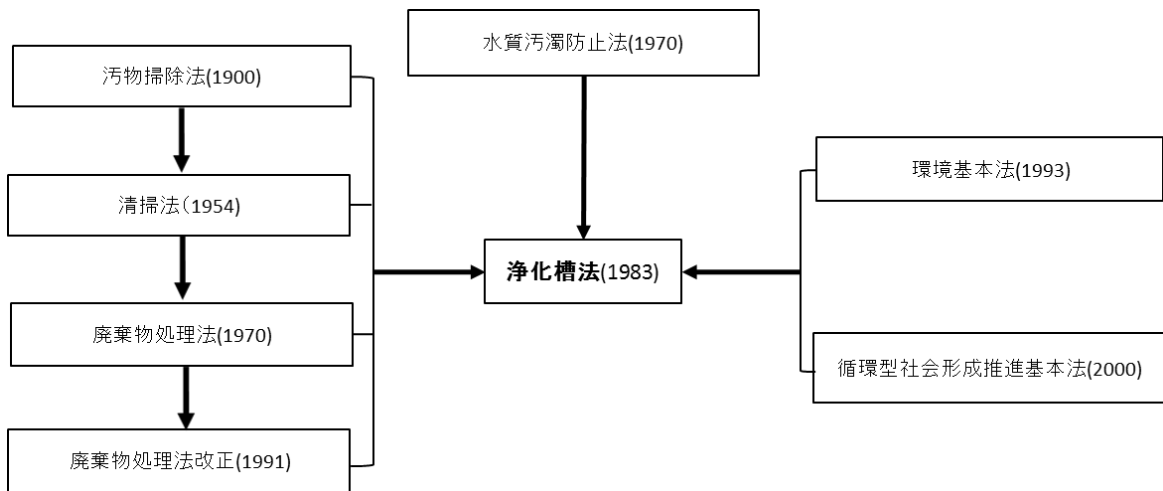 水質汚濁防止法(1970)
汚物掃除法(1900)
環境基本法(1993)
清掃法（1954)
浄化槽法(1983)
廃棄物処理法(1970)
循環型社会形成推進基本法(2000)
廃棄物処理法改正(1991)